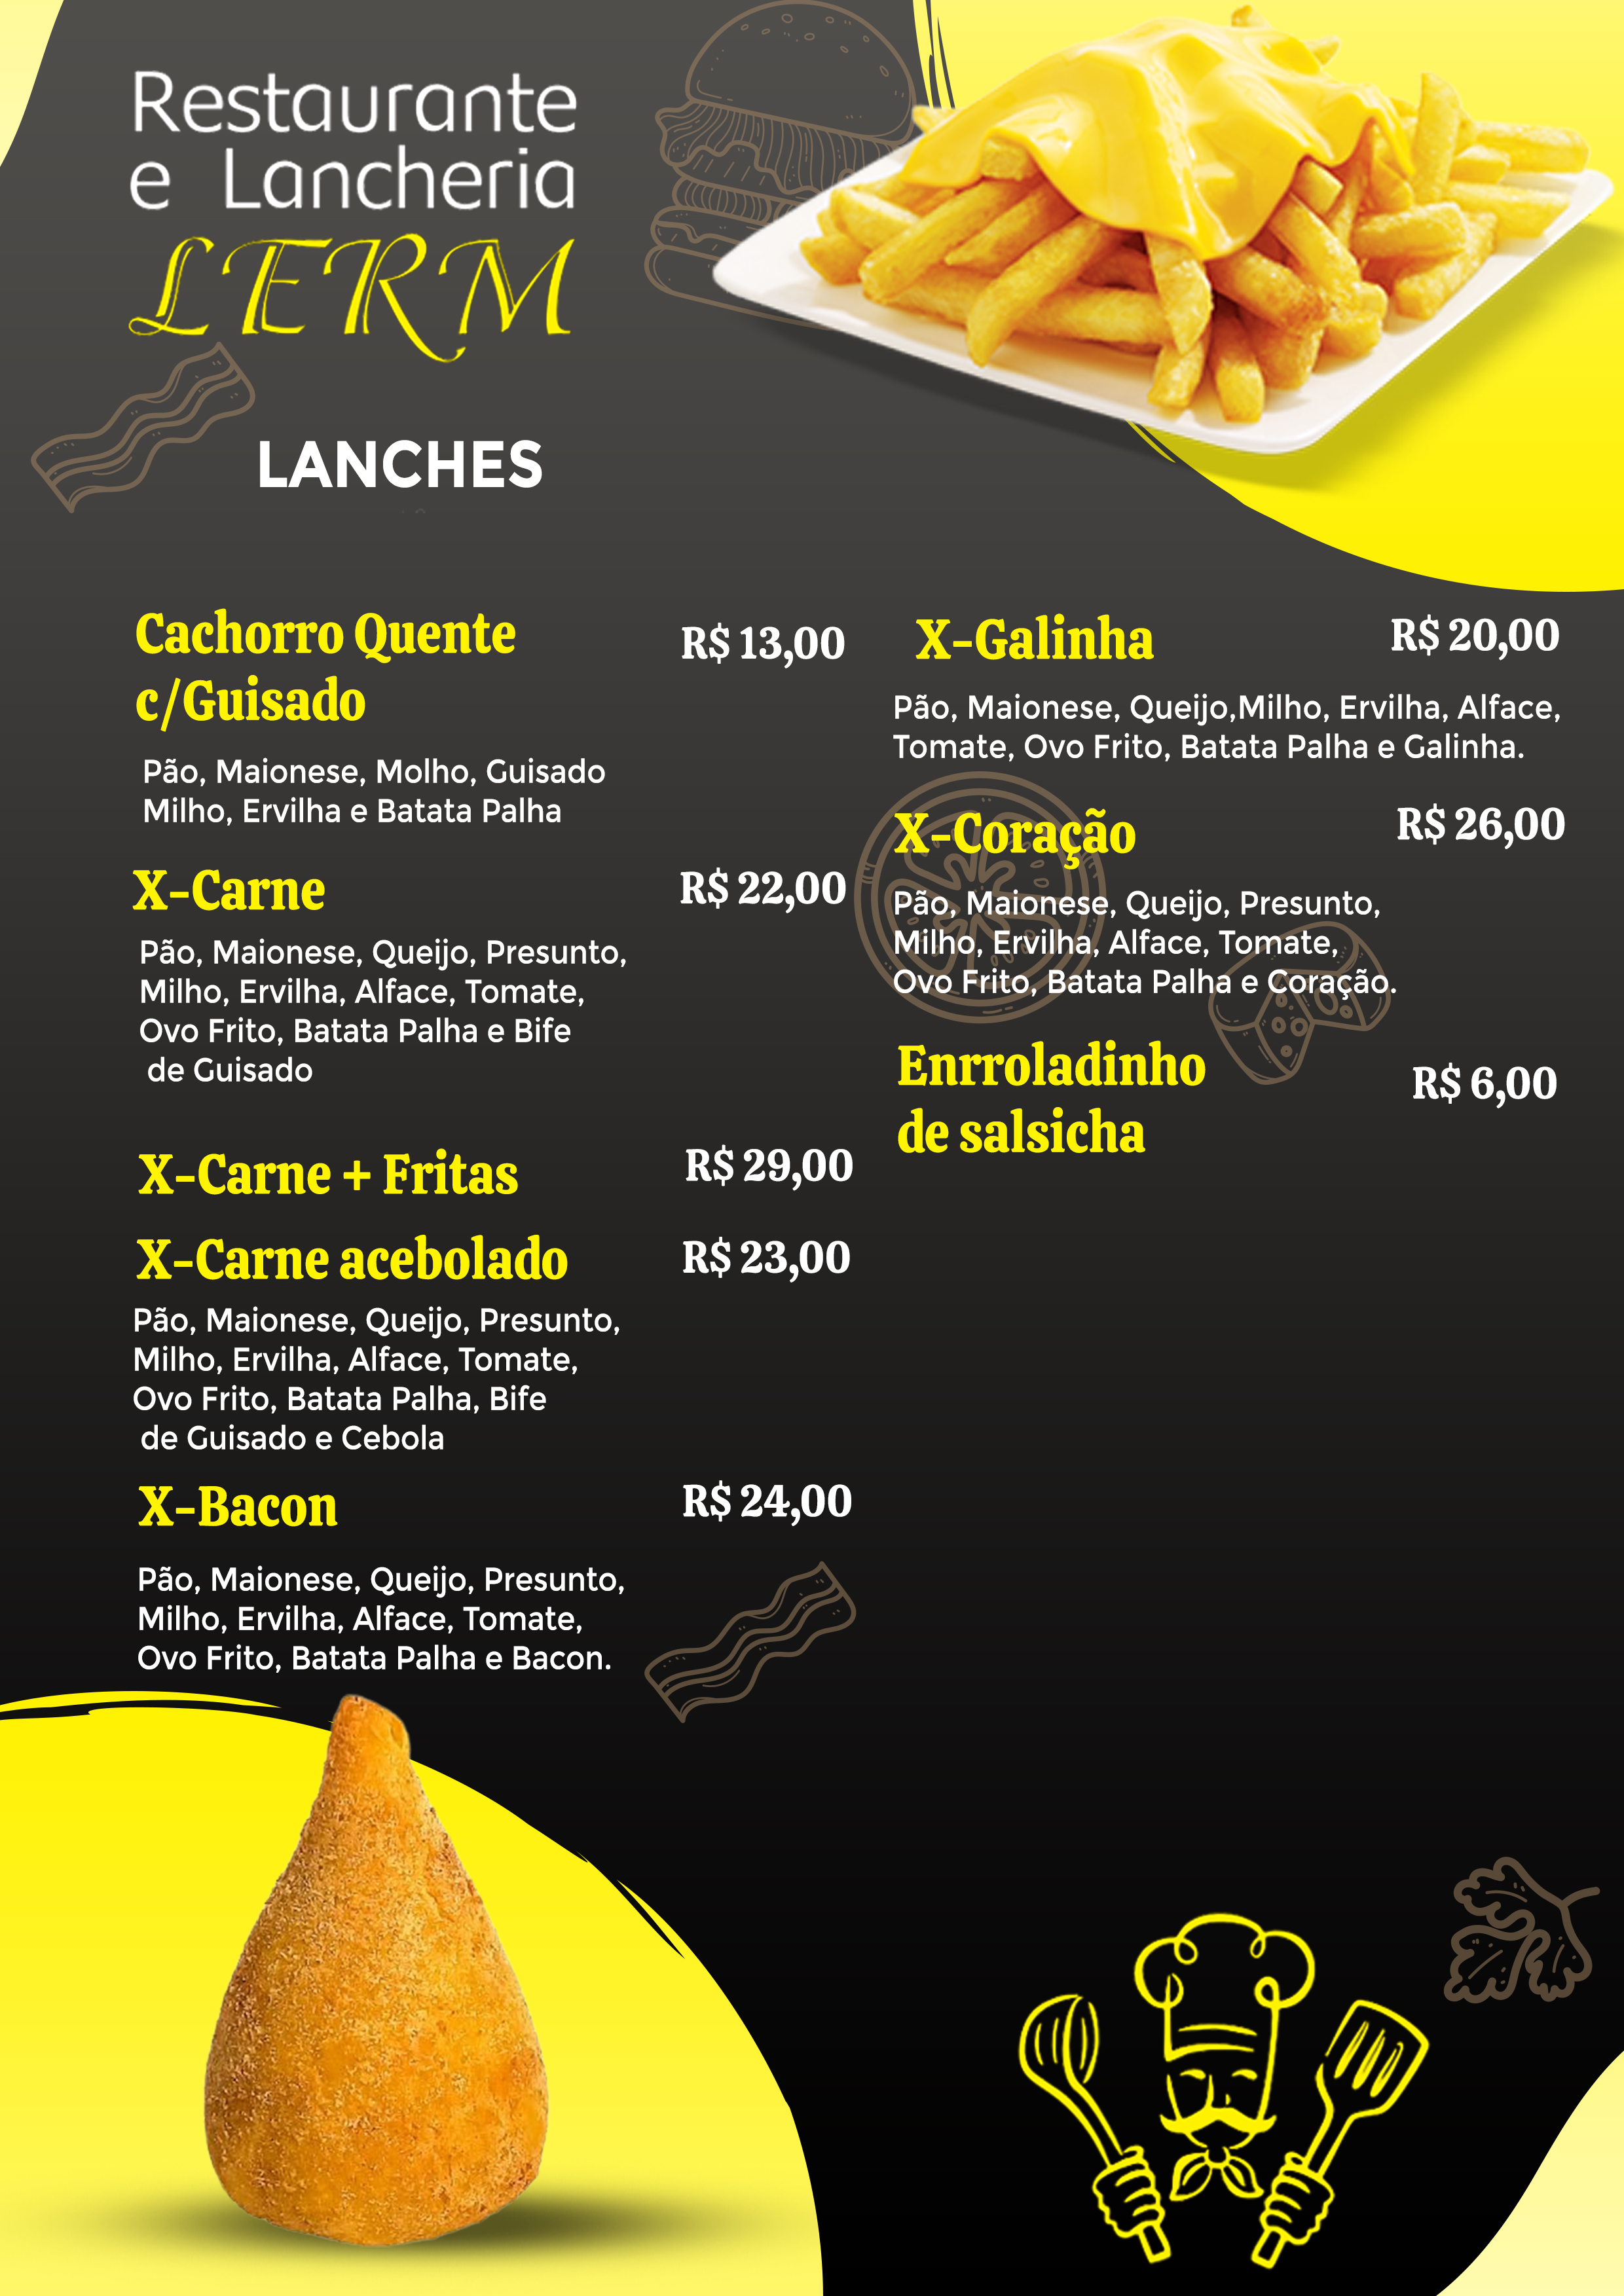 Restaurante
e Lancheria
LERM
LANCHES
Cachorro Quente
c/Guisado
R$ 13,00
Pão, Maionese, Molho, Guisado
Milho, Ervilha e Batata Palha
X-Carne
R$ 22,00
Pão, Maionese, Queijo, Presunto,
Milho, Ervilha, Alface, Tomate,
Ovo Frito, Batata Palha e Bife
de Guisado
X-Carne + Fritas
R$ 29,00
X-Carne acebolado
R$ 23,00
Pão, Maionese, Queijo, Presunto,
Milho, Ervilha, Alface, Tomate,
Ovo Frito, Batata Palha, Bife
de Guisado e Cebola
X-Bacon
R$ 24,00
Pão, Maionese, Queijo, Presunto,
Milho, Ervilha, Alface, Tomate,
Ovo Frito, Batata Palha e Bacon.
X-Galinha
R$ 20,00
Pão, Maionese, Queijo,Milho, Ervilha, Alface,
Tomate, Ovo Frito, Batata Palha e Galinha.
X-Coração
R$ 26,00
Pão, Maionese, Queijo, Presunto,
Milho, Ervilha, Alface, Tomate,
Ovo Frito, Batata Palha e Coração.
Enrroladinho
de salsicha
R$ 6,00